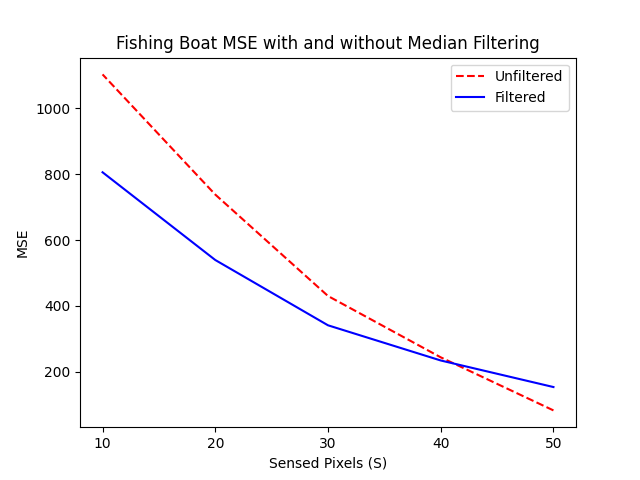 Fishing Boat MSE with and without Median Filtering
Unfiltered
Filtered
MSE
1000
800
600
400
200
10 20 30 40 50
Sensed Pixels (S)